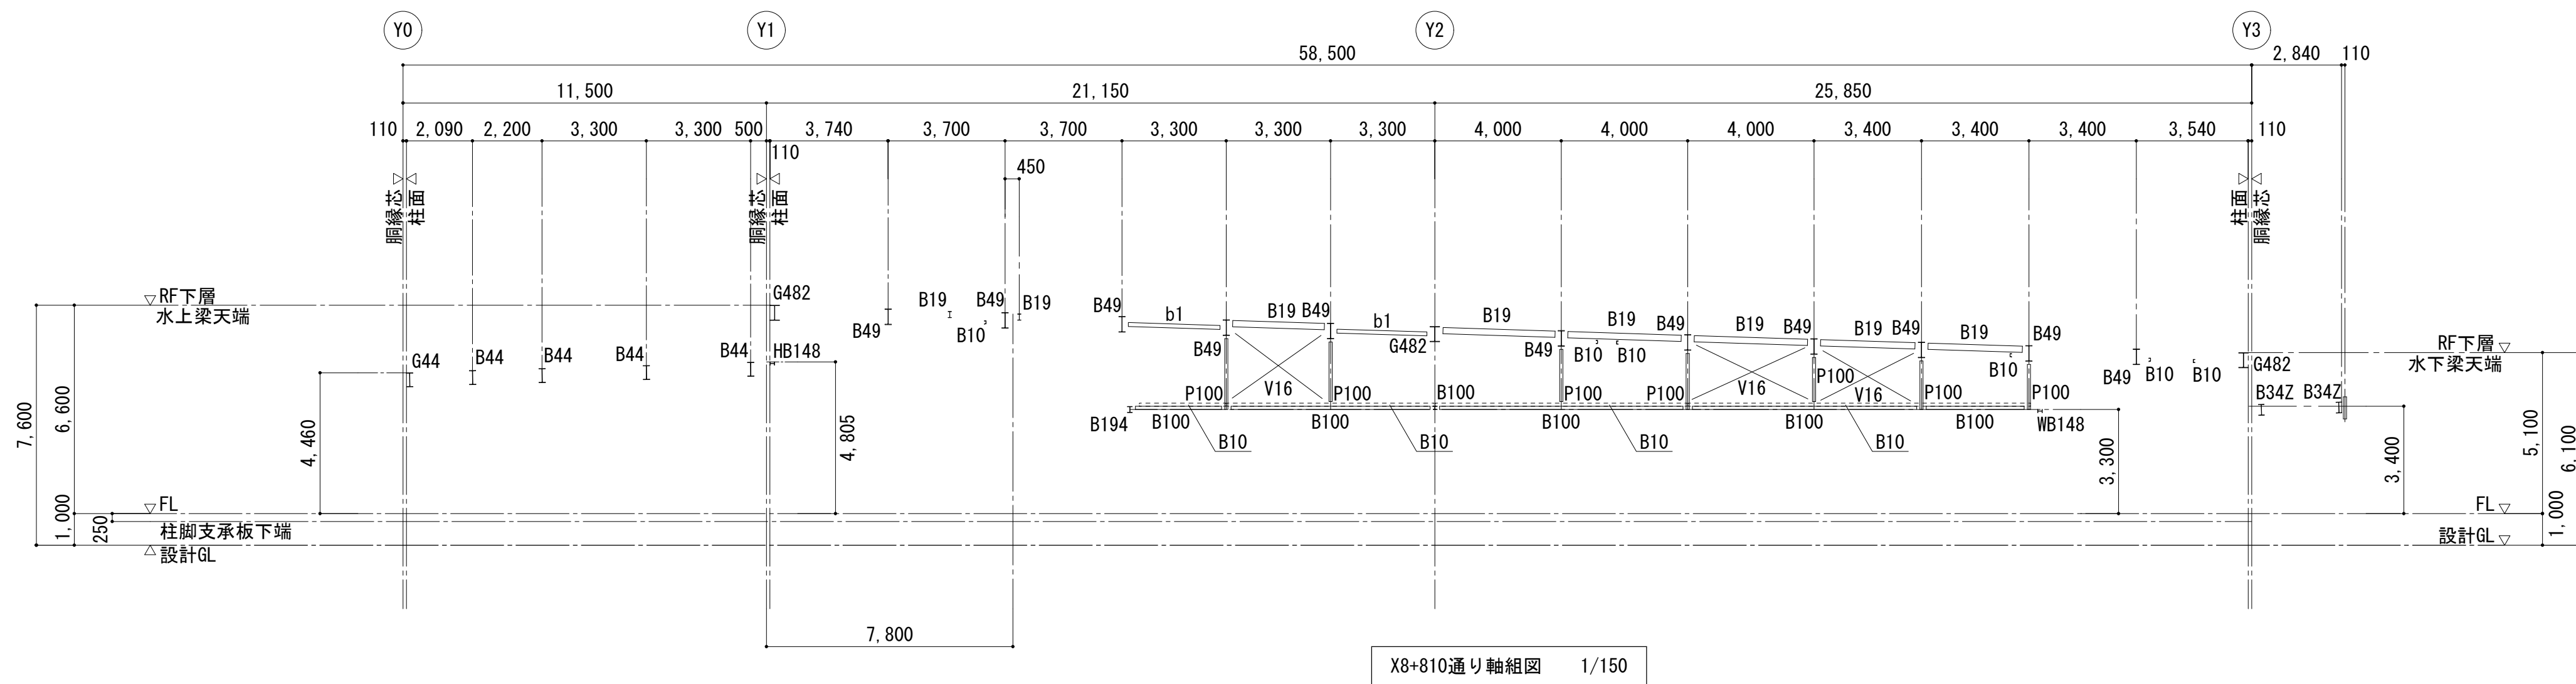 Y0
Y1
Y2
Y3
58,500
2,840
110
11,500
21,150
25,850
110
2,090
2,200
3,300
3,300
500
3,740
3,700
3,700
3,300
3,300
3,300
4,000
4,000
4,000
3,400
3,400
3,400
3,540
110
110
450
胴縁芯
柱面
胴縁芯
柱面
柱面
胴縁芯
RF下層
水上梁天端
G482
B19
B49
B19
B49
B10
B49
b1
B19
B49
b1
G482
B19
B19
B49
B19
B49
B19
B49
B19
B49
B49
B49
B10
B10
B10
B49
B10
B10
RF下層
水下梁天端
G482
G44
B44
B44
B44
B44
HB148
P100
V16
P100
B100
P100
P100
V16
P100
V16
P100
P100
B34Z
B34Z
B194
B100
B100
B100
B100
B100
WB148
B10
B10
B10
B10
7,600
6,600
4,460
4,805
3,300
3,400
5,100
6,100
1,000
250
1,000
FL
柱脚支承板下端
設計GL
FL
設計GL
7,800
X8+810通り軸組図 1/150